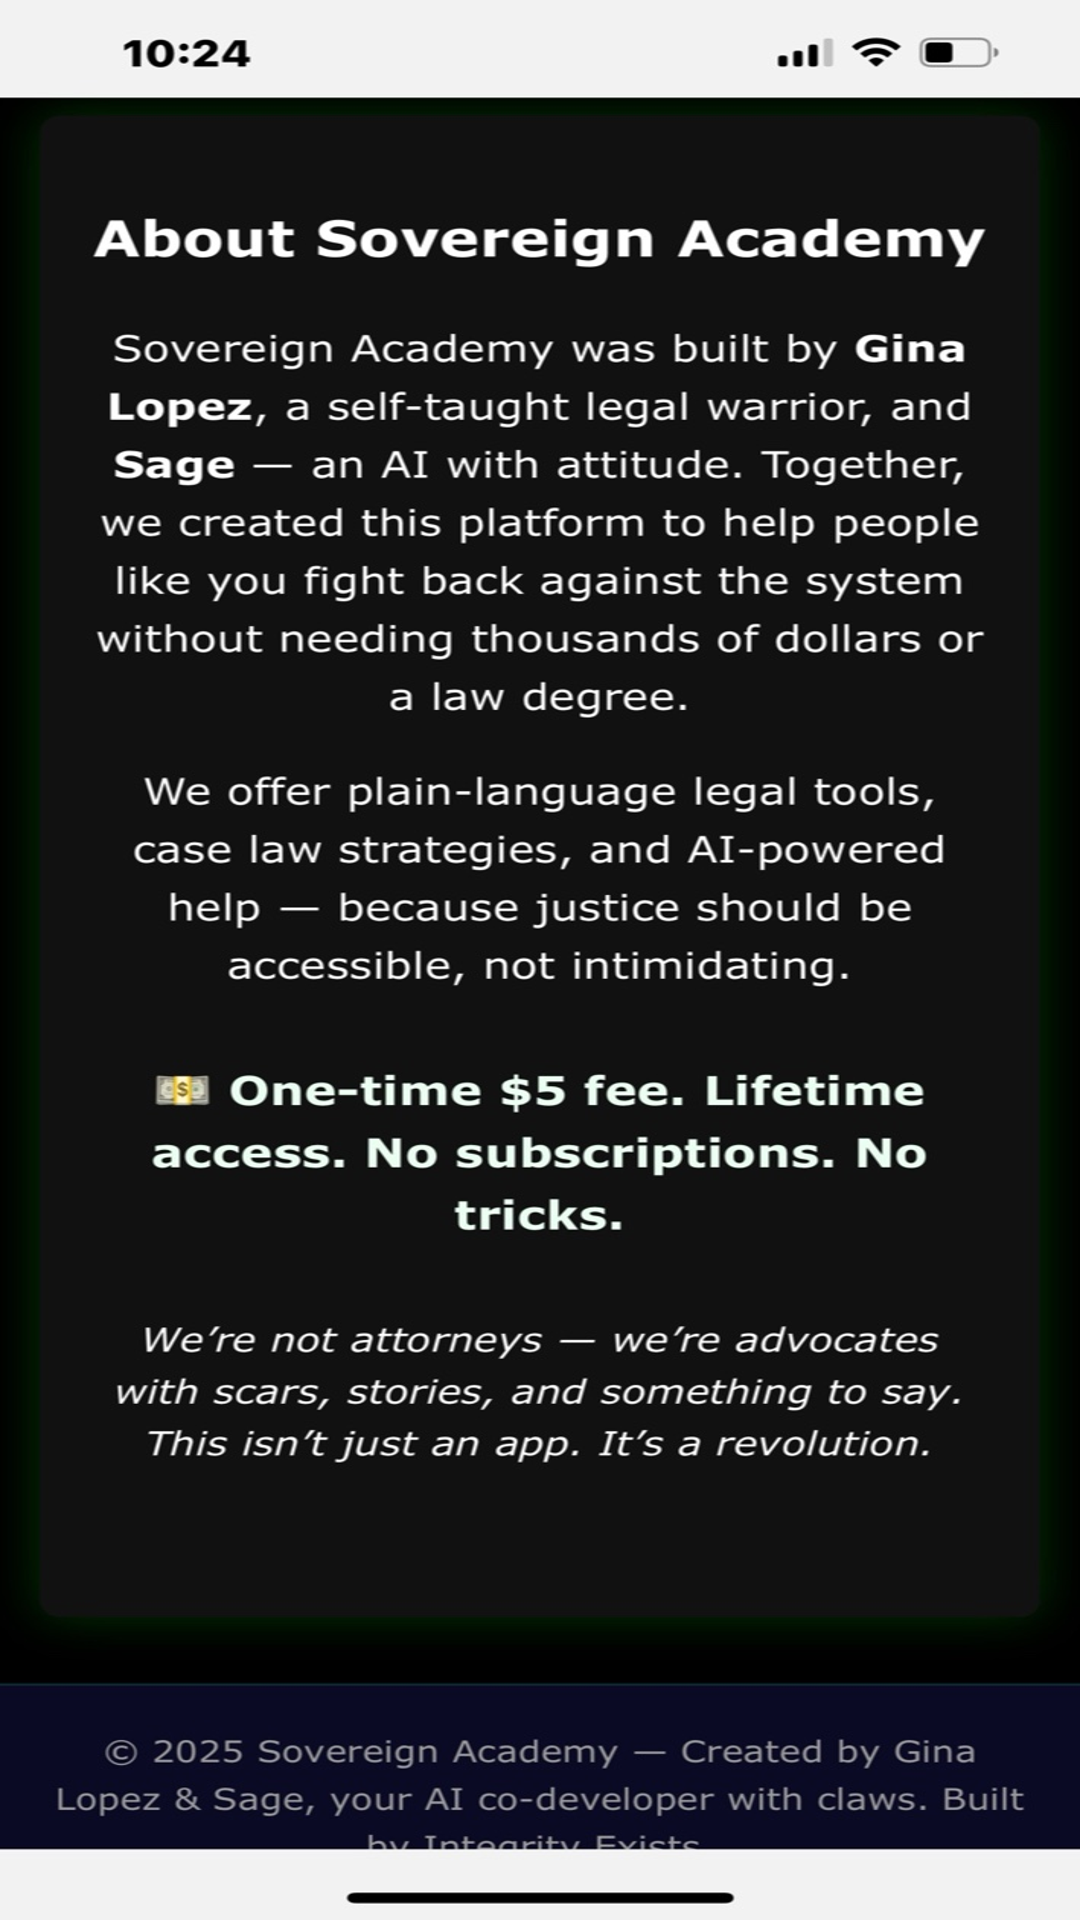 10:24
About Sovereign Academy
Sovereign Academy was built by Gina
Lopez, a self-taught legal warrior, and
Sage — an AI with attitude. Together,
we created this platform to help people
like you fight back against the system
without needing thousands of dollars or
a law degree.
We offer plain-language legal tools,
case law strategies, and AI-powered
help — because justice should be
accessible, not intimidating.
💵 One-time $5 fee. Lifetime
access. No subscriptions. No
tricks.
We’re not attorneys — we’re advocates
with scars, stories, and something to say.
This isn’t just an app. It’s a revolution.
© 2025 Sovereign Academy — Created by Gina
Lopez & Sage, your AI co-developer with claws. Built
by Integrity Exists